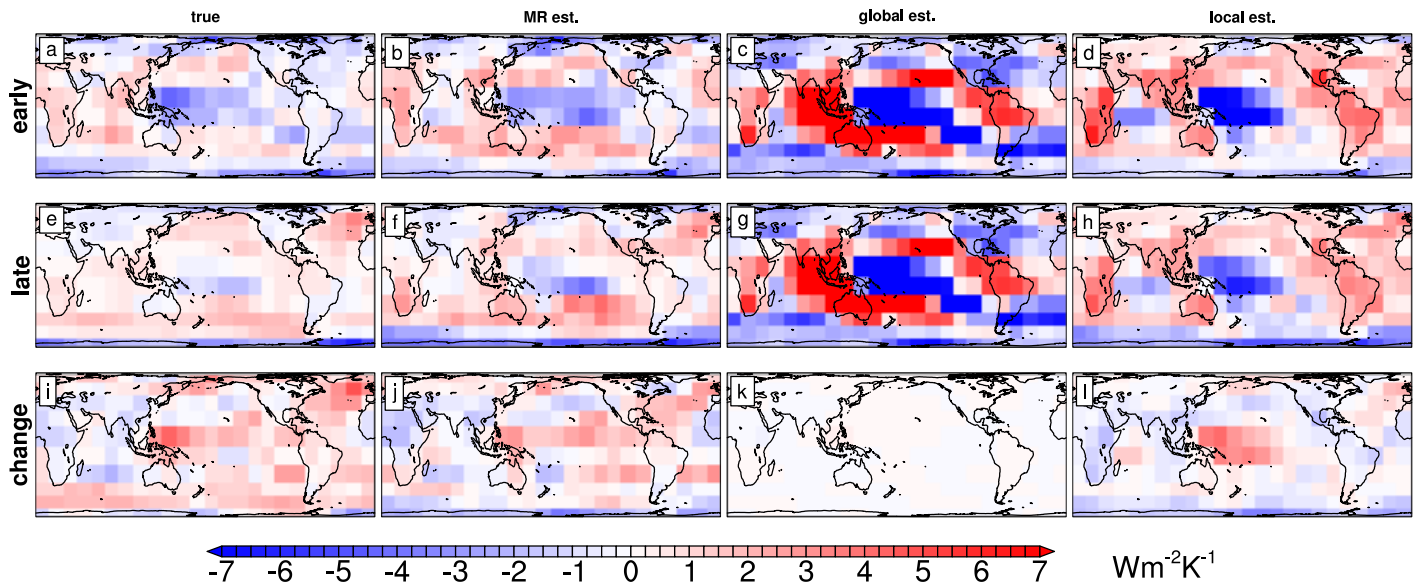 true MR est. global est. local est.
early a b c d
late e f g h
change i j k l
-7 -6 -5 -4 -3 -2 -1 0 1 2 3 4 5 6 7 Wm⁻²K⁻¹